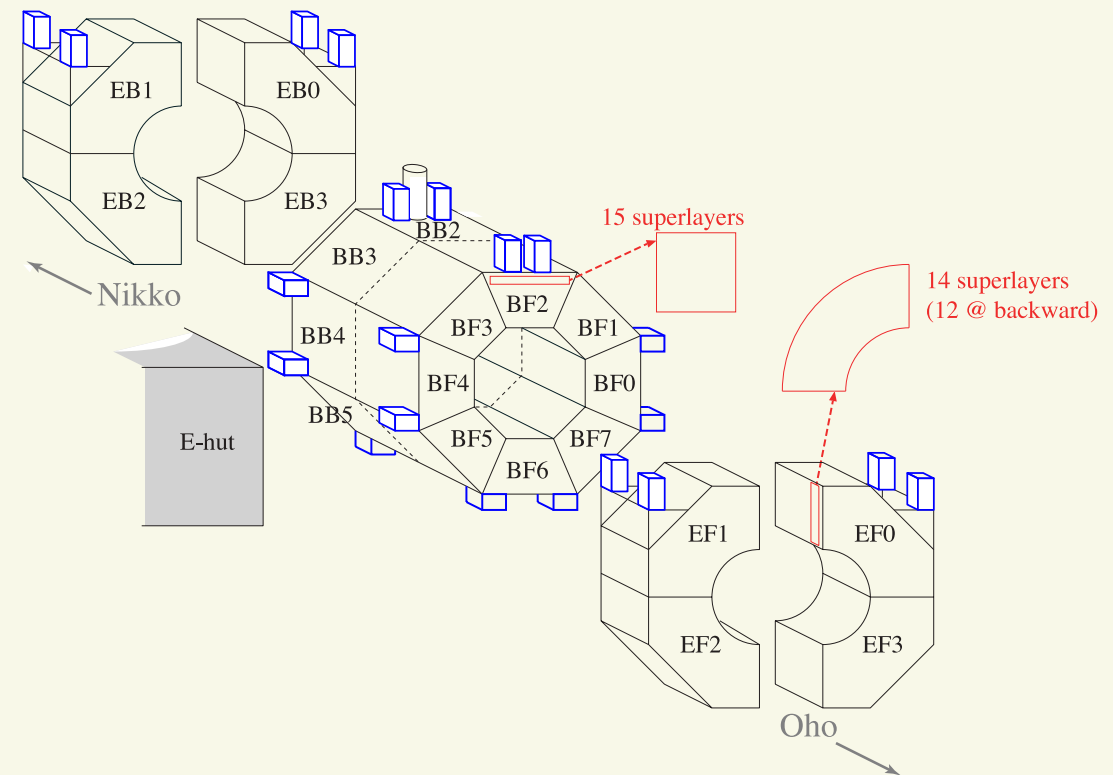 EB1
EB0
EB2
EB3
Nikko
BB2
BB3
BB4
BB5
E-hut
15 superlayers
BF2
BF3
BF1
BF4
BF0
BF5
BF7
BF6
14 superlayers
(12 @ backward)
EF1
EF0
EF2
EF3
Oho